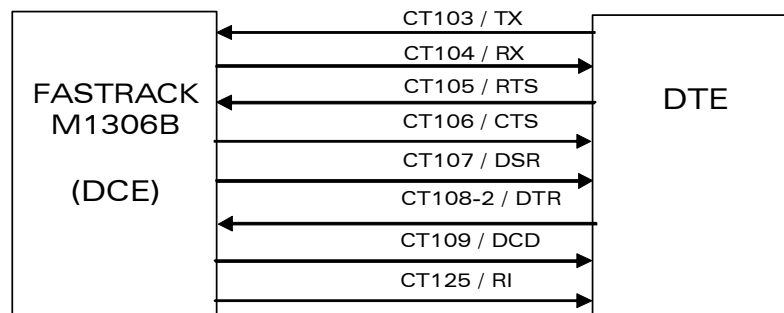 CT103 / TX
CT104 / RX
FASTRACK
M1306B
CT105 / RTS
DTE
CT106 / CTS
(DCE)
CT107 / DSR
CT108-2 / DTR
CT109 / DCD
CT125 / RI